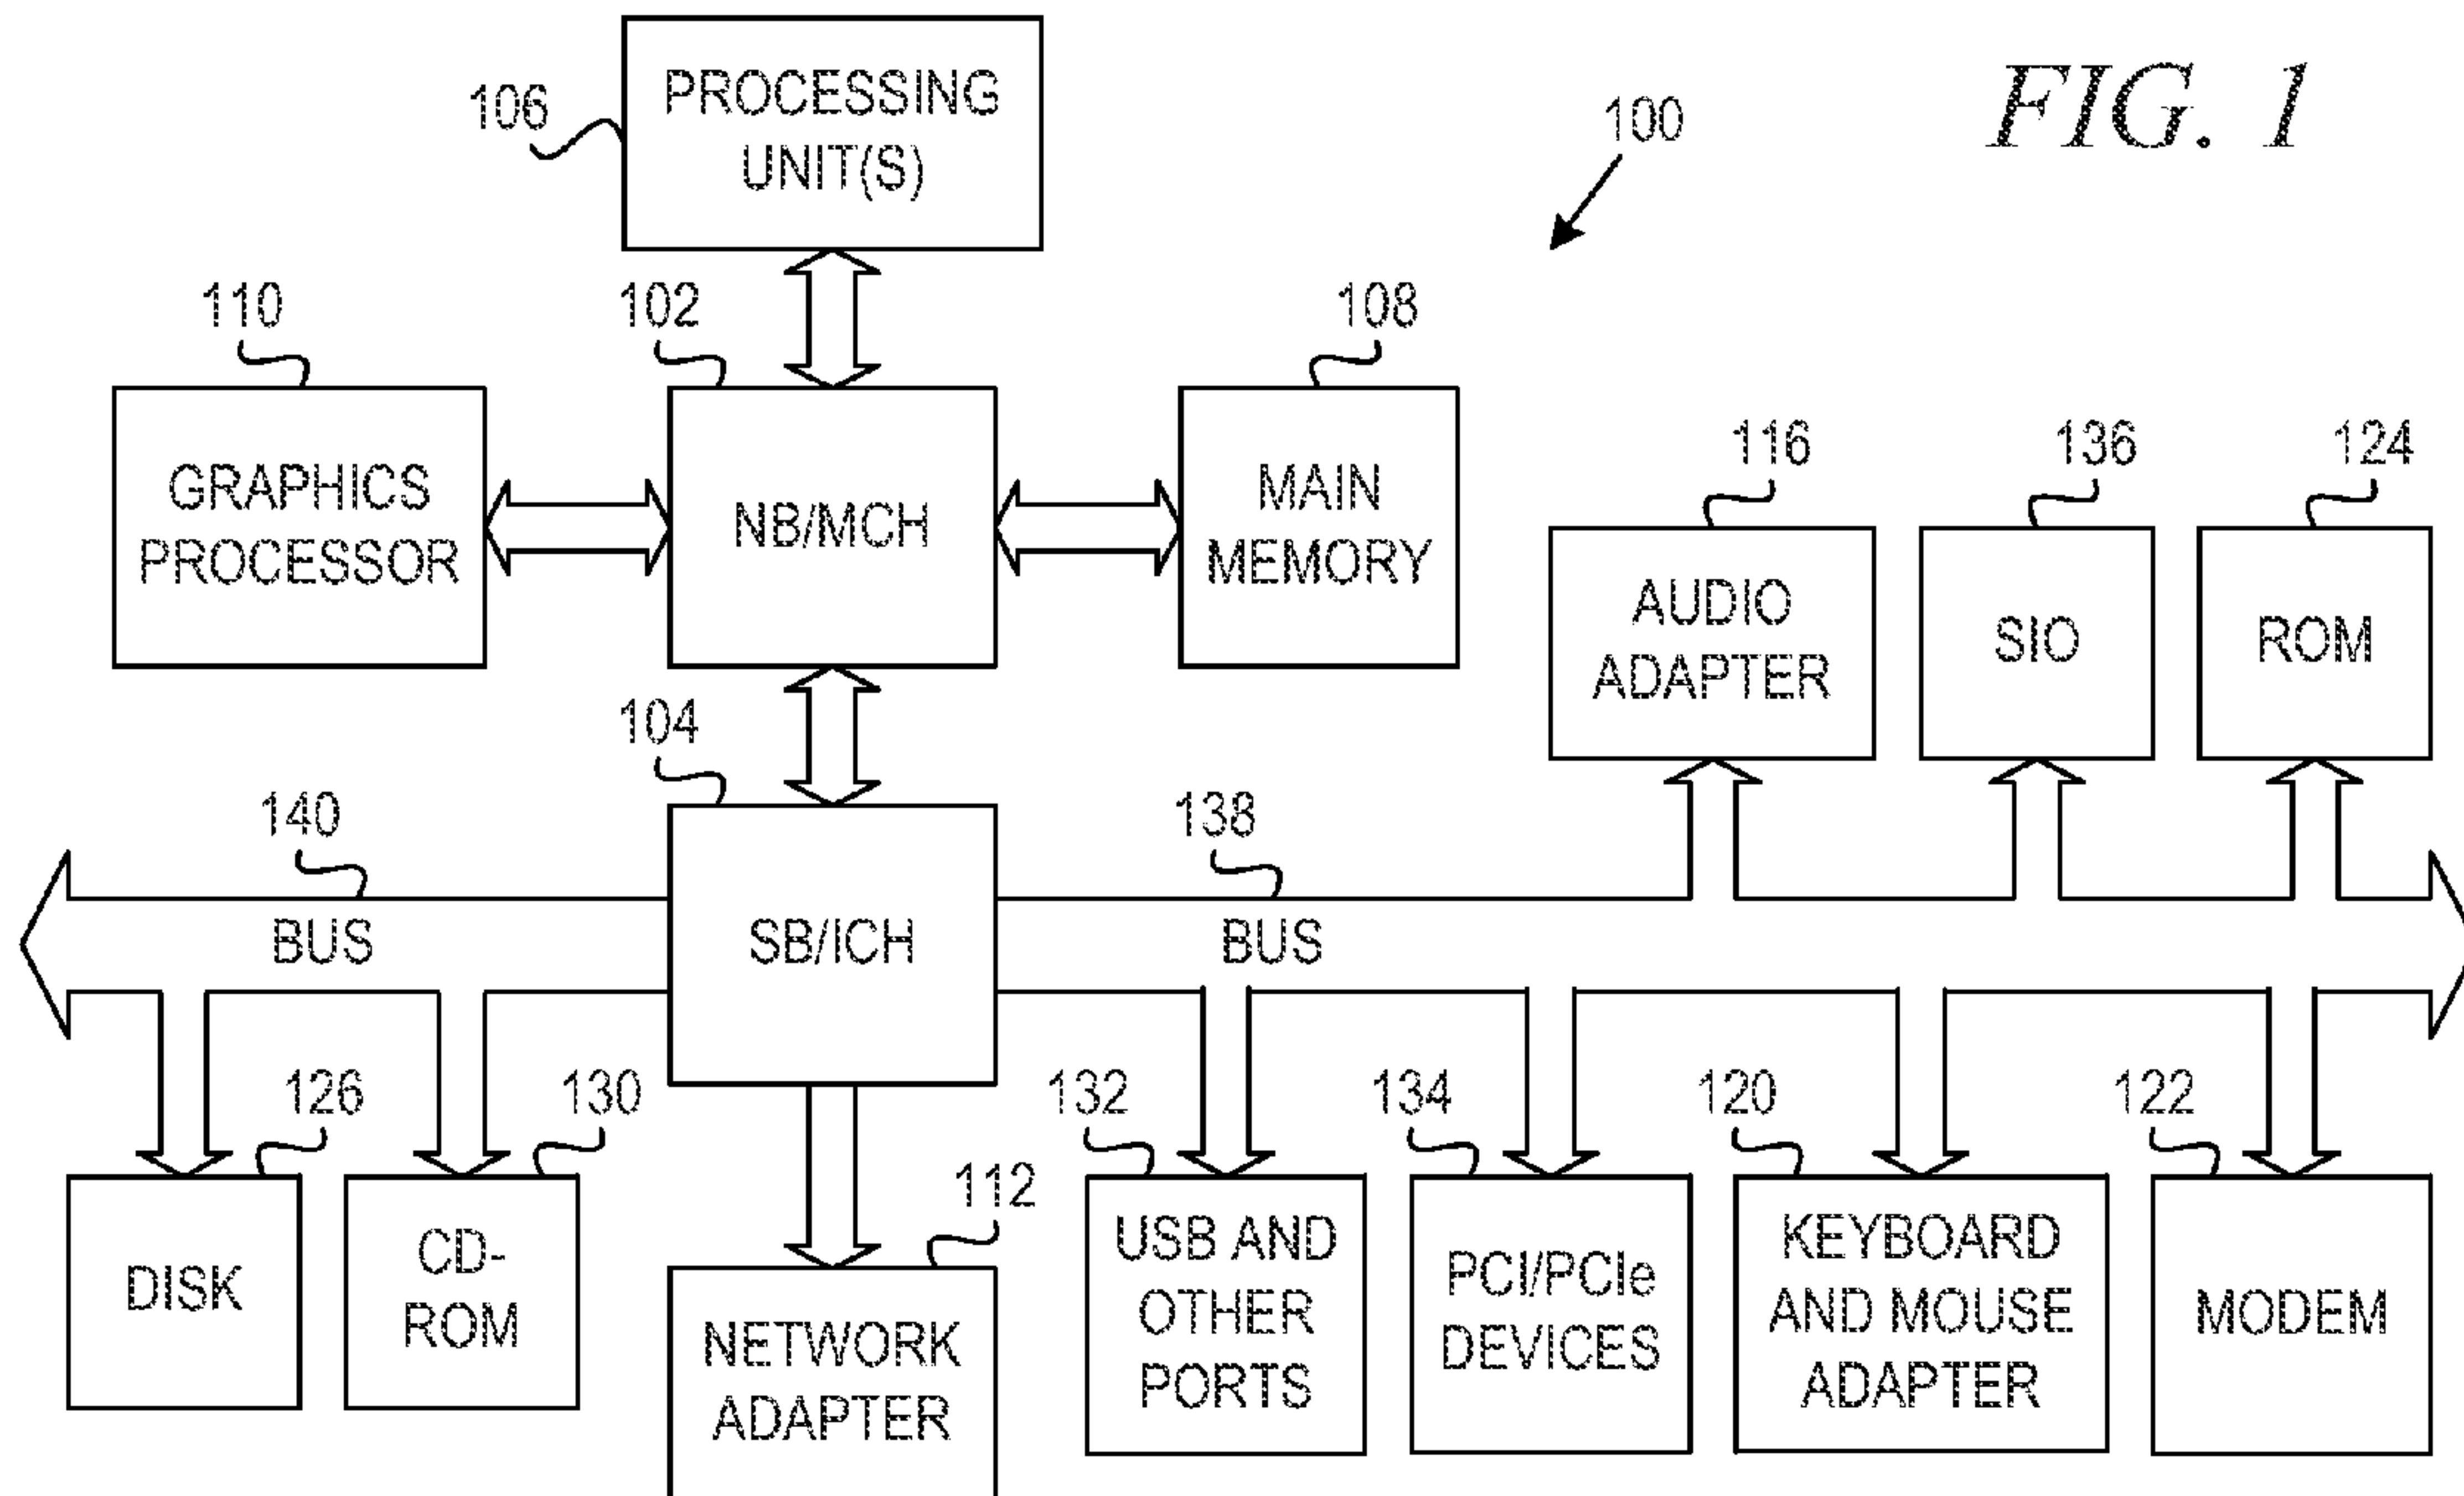 FIG. 1
100
106
PROCESSING
UNIT(S)
110
102
108
GRAPHICS
PROCESSOR
NB/MCH
MAIN
MEMORY
116
136
124
AUDIO
ADAPTER
SIO
ROM
104
140
138
BUS
SB/ICH
BUS
126
130
132
134
120
122
112
DISK
CD-
ROM
NETWORK
ADAPTER
USB AND
OTHER
PORTS
PCI/PCIe
DEVICES
KEYBOARD
AND MOUSE
ADAPTER
MODEM